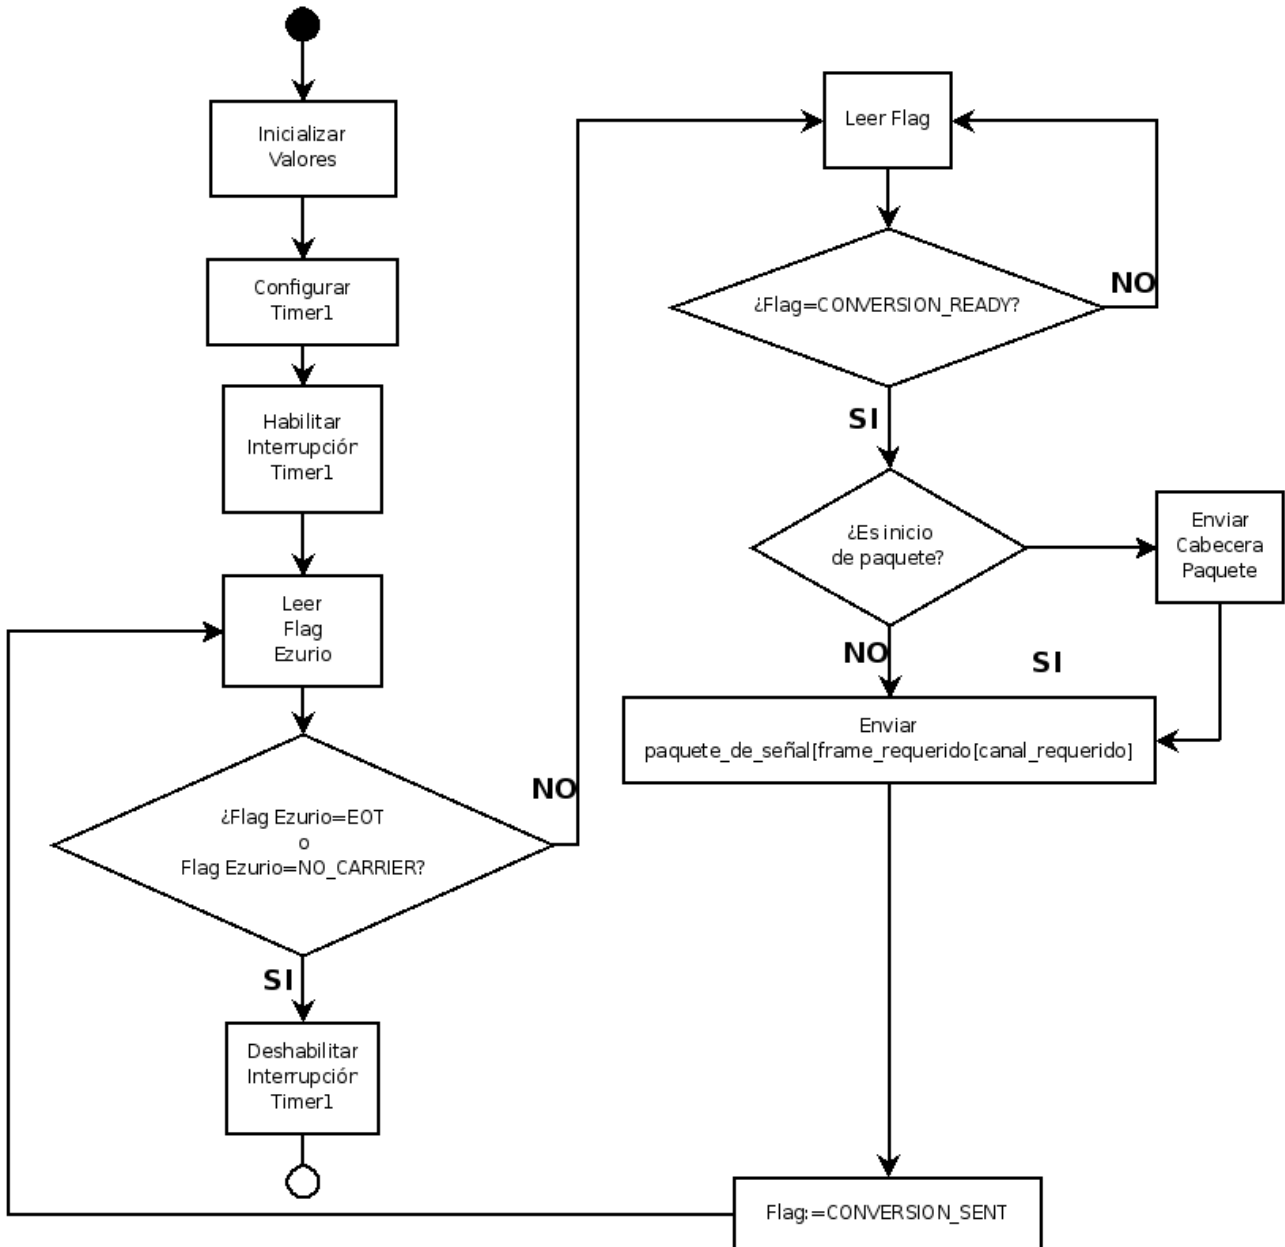 Inicializar
Valores
Configurar
Timer1
Habilitar
Interrupción
Timer1
Leer
Flag
Ezurio
¿Flag Ezurio=EOT
o
Flag Ezurio=NO_CARRIER?
NO
SI
Deshabilitar
Interrupción
Timer1
Leer Flag
¿Flag=CONVERSION_READY?
NO
SI
¿Es inicio
de paquete?
Enviar
Cabecera
Paquete
NO
SI
Enviar
paquete_de_señal[frame_requerido[canal_requerido]
Flag:=CONVERSION_SENT